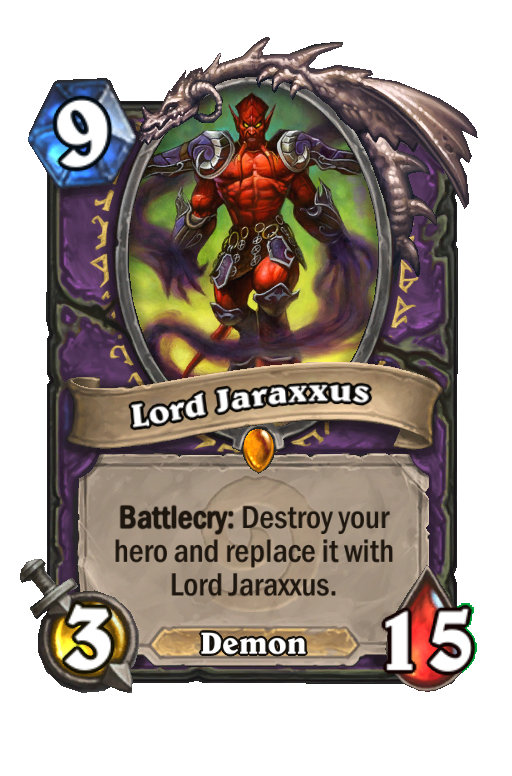 9
Lord Jaraxxus
Battlecry: Destroy your
hero and replace it with
Lord Jaraxxus.
3
Demon
15